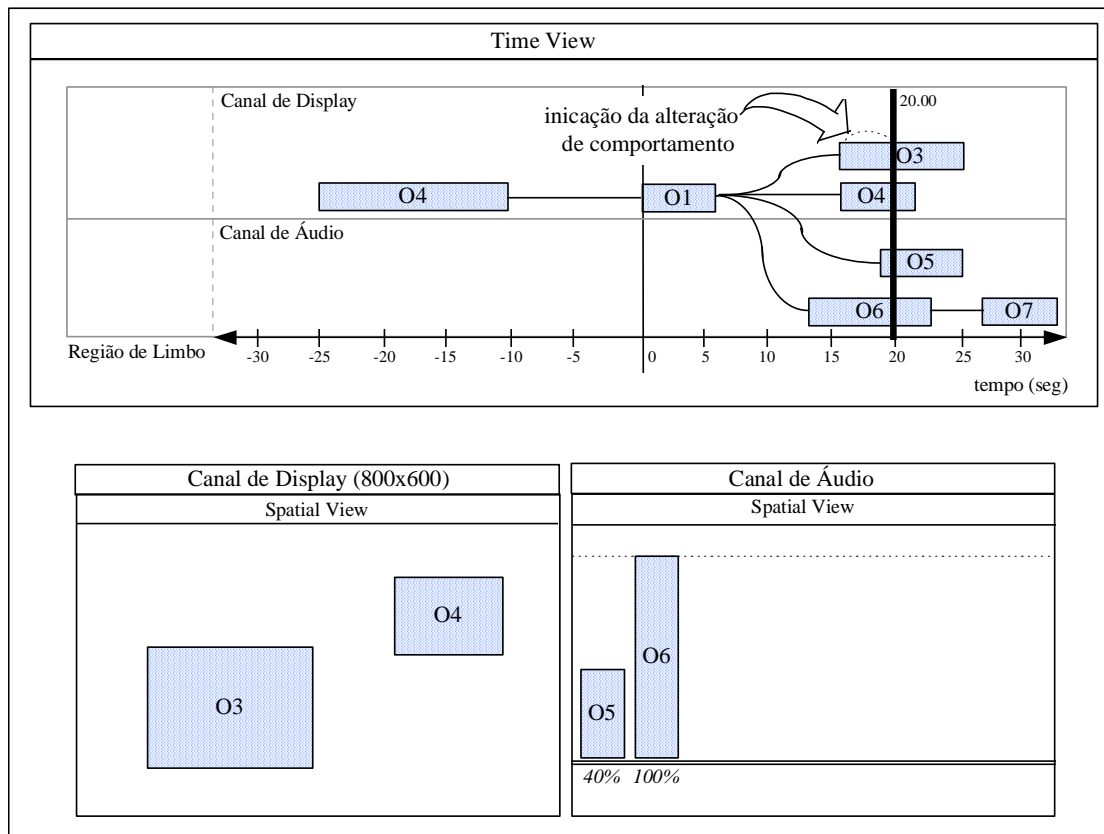 Time View
Canal de Display
20.00
inicação da alteração
de comportamento
O3
O4
O1
O4
Canal de Áudio
O5
O6
O7
Região de Limbo
-30
-25
-20
-15
-10
-5
0
5
10
15
20
25
30
tempo (seg)
Canal de Display (800x600)
Spatial View
O4
O3
Canal de Áudio
Spatial View
O6
O5
40%
100%